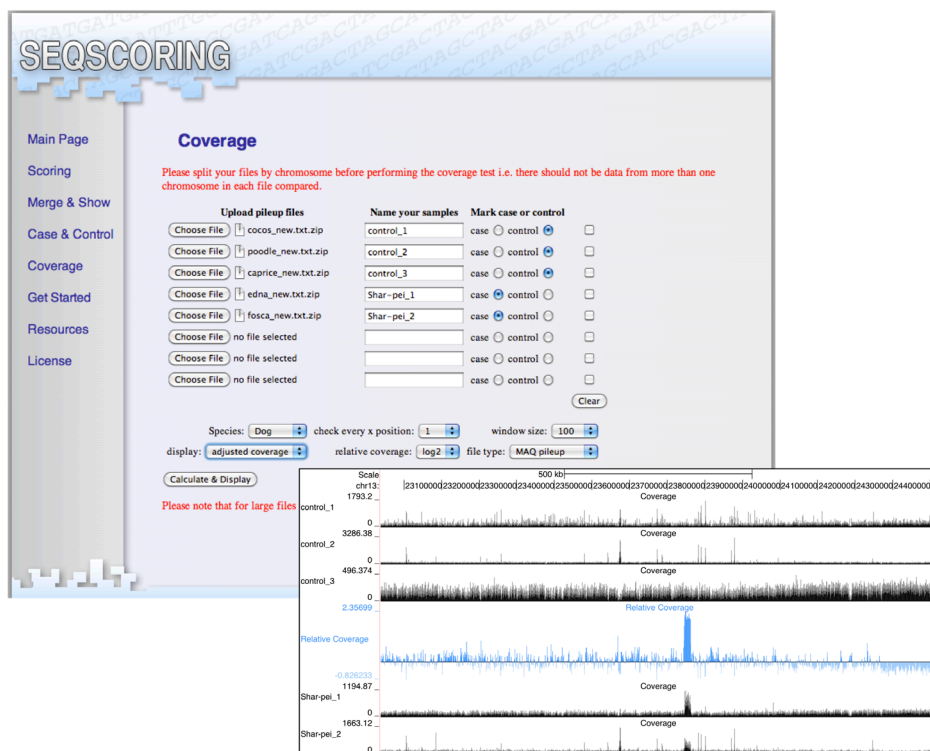 SEQSCORING
Main Page
Scoring
Merge & Show
Case & Control
Coverage
Get Started
Resources
License
Coverage
Please split your files by chromosome before performing the coverage test i.e. there should not be data from more than one
chromosome in each file compared.
Upload pileup files Name your samples Mark case or control
Choose File cocos_new.txt.zip control_1 case control
Choose File poodle_new.txt.zip control_2 case control
Choose File caprice_new.txt.zip control_3 case control
Choose File edna_new.txt.zip Shar-pei_1 case control
Choose File fosca_new.txt.zip Shar-pei_2 case control
Choose File no file selected case control
Choose File no file selected case control
Choose File no file selected case control
Clear
Species: Dog check every x position: 1 window size: 100
display: adjusted coverage relative coverage: log2 file type: MAQ pileup
Calculate & Display
Please note that for large files
Scale 500 kb
chr13: |23100000|23200000|23300000|23400000|23500000|23600000|23700000|23800000|23900000|24000000|24100000|24200000|24300000|24400000
1793.2 Coverage
control_1
0
3286.38 Coverage
control_2
0
496.374 Coverage
control_3
0
2.35699 Relative Coverage
Relative Coverage
-0.826233
1194.87 Coverage
Shar-pei_1
0
1663.12 Coverage
Shar-pei_2
0